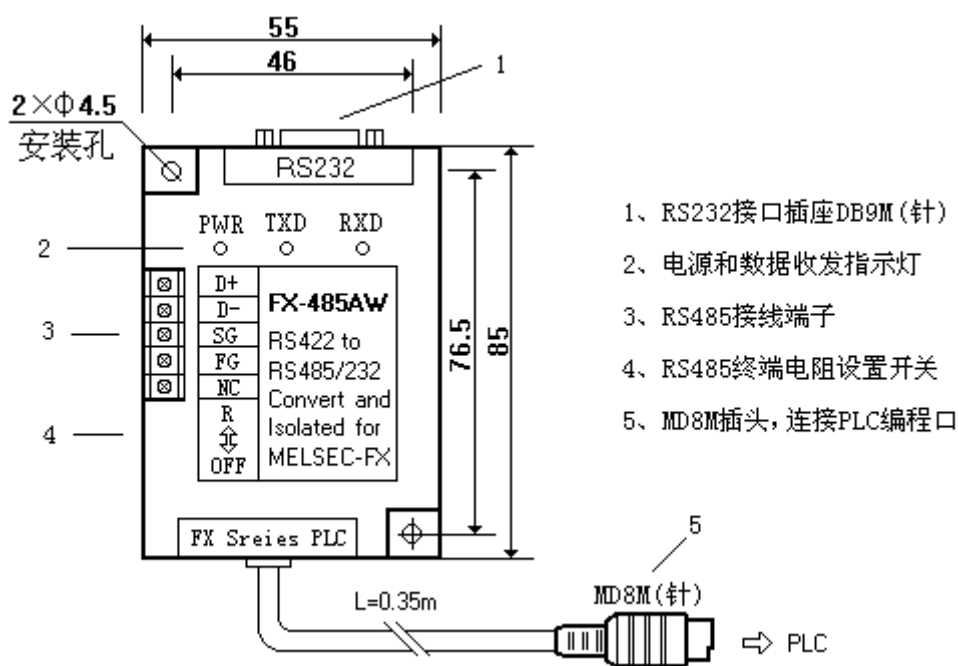 55
46
1
2×Φ4.5
安装孔
RS232
PWR TXD RXD
2
D+
D-
SG
FG
NC
R
OFF
3
4
FX-485AW
RS422 to
RS485/232
Convert and
Isolated for
MELSEC-FX
76.5
85
FX Sreies PLC
L=0.35m
5
MD8M(针)
PLC
1、RS232接口插座DB9M(针)
2、电源和数据收发指示灯
3、RS485接线端子
4、RS485终端电阻设置开关
5、MD8M插头，连接PLC编程口